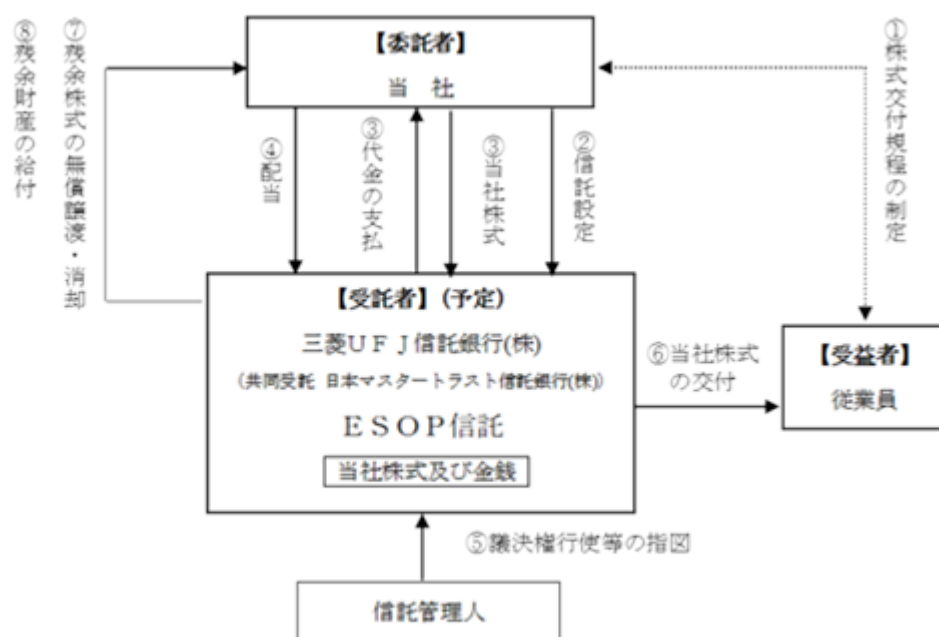 ⑧残余財産の給付
⑦残余株式の無償譲渡・消却
【委託者】
当 社
①株式交付規程の制定
④配当
③代金の支払
③当社株式
②信託設定
【受託者】(予定)
三菱UFJ信託銀行(株)
(共同受託 日本マスタートラスト信託銀行(株))
ESOP信託
当社株式及び金銭
⑥当社株式
の交付
【受益者】
従業員
⑤議決権行使等の指図
信託管理人